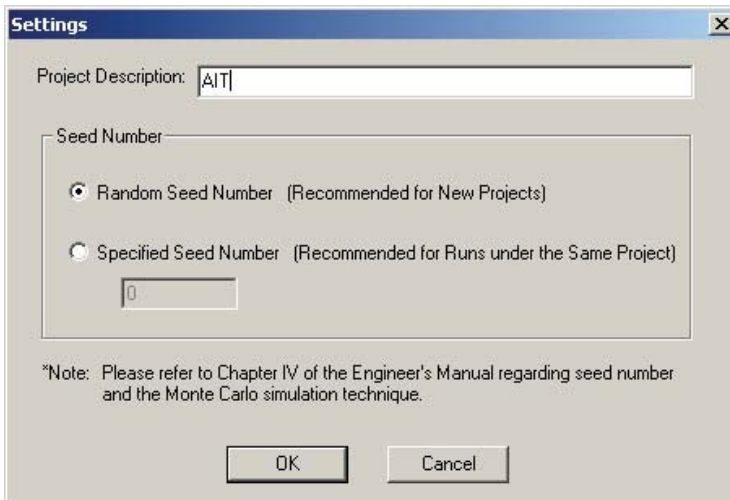 Settings
Project Description: AIT
Seed Number
Random Seed Number (Recommended for New Projects)
Specified Seed Number (Recommended for Runs under the Same Project)
0
*Note: Please refer to Chapter IV of the Engineer's Manual regarding seed number
and the Monte Carlo simulation technique.
OK Cancel